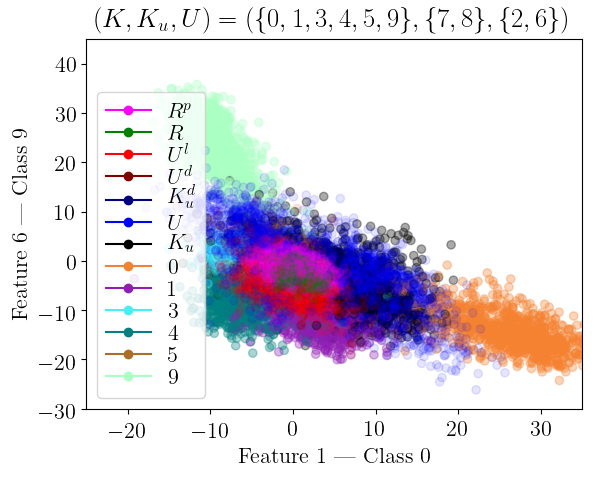 (K, K_u, U) = ({0, 1, 3, 4, 5, 9}, {7, 8}, {2, 6})
Feature 6 — Class 9
40
30
20
10
0
−10
−20
−30
R^p
R
U^l
U^d
K_u^d
U
K_u
0
1
3
4
5
9
−20 −10 0 10 20 30
Feature 1 — Class 0